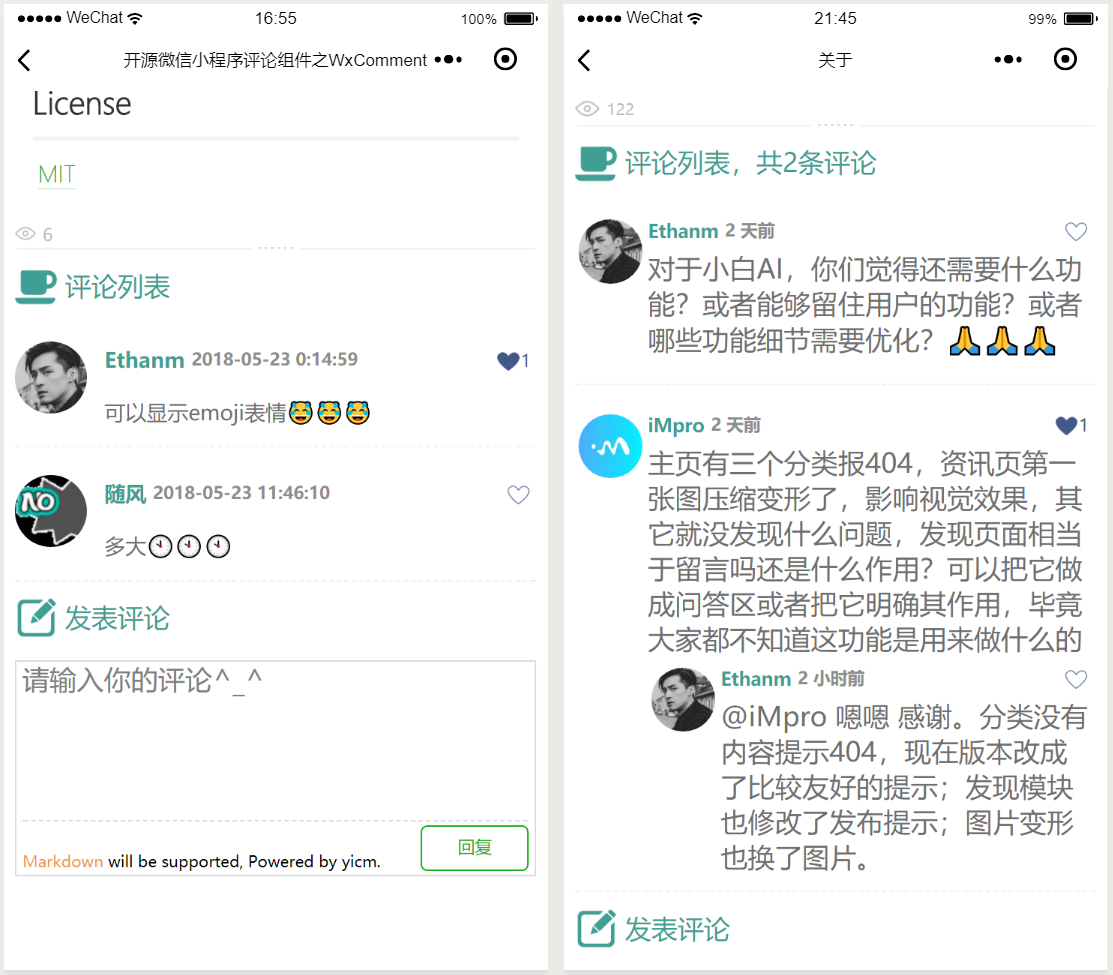 WeChat 16:55 100%
开源微信小程序评论组件之WxComment
License
MIT
6
评论列表
Ethanm 2018-05-23 0:14:59 1
可以显示emoji表情😂😂😂
NO
随风 2018-05-23 11:46:10
多大🕙🕙🕙
发表评论
请输入你的评论^_^
Markdown will be supported, Powered by yicm.
回复
WeChat 21:45 99%
关于
122
评论列表，共2条评论
Ethanm 2 天前
对于小白AI，你们觉得还需要什么功
能？或者能够留住用户的功能？或者
哪些功能细节需要优化？🙏🙏🙏
iMpro 2 天前 1
主页有三个分类报404，资讯页第一
张图压缩变形了，影响视觉效果，其
它就没发现什么问题，发现页面相当
于留言吗还是什么作用？可以把它做
成问答区或者把它明确其作用，毕竟
大家都不知道这功能是用来做什么的
Ethanm 2 小时前
@iMpro 嗯嗯 感谢。分类没有
内容提示404，现在版本改成
了比较友好的提示；发现模块
也修改了发布提示；图片变形
也换了图片。
发表评论